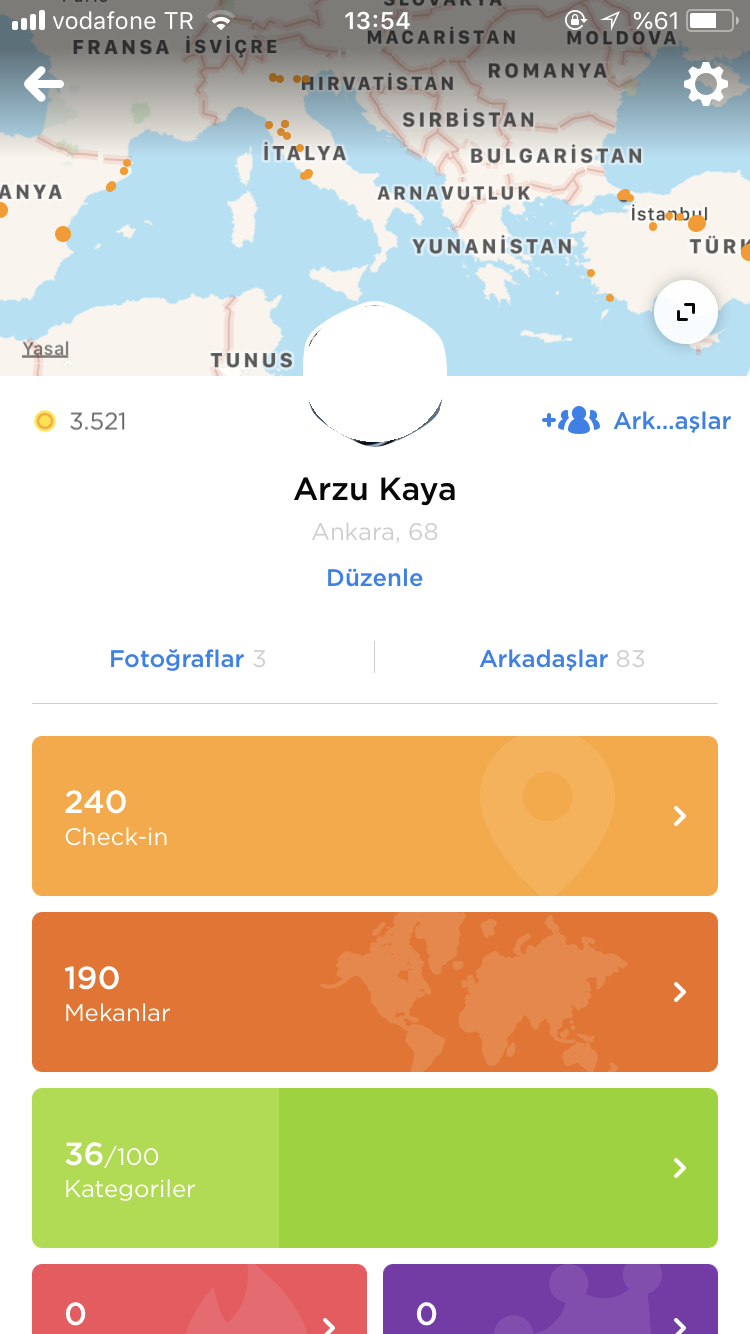 vodafone TR 13:54 %61
SLOVAKYA
FRANSA İSVİÇRE MACARİSTAN MOLDOVA
HIRVATİSTAN ROMANYA
SIRBİSTAN
İTALYA BULGARİSTAN
ANYA ARNAVUTLUK
İstanbul
YUNANİSTAN TÜRK
Yasal
TUNUS
3.521 Ark...aşlar
Arzu Kaya
Ankara, 68
Düzenle
Fotoğraflar 3 Arkadaşlar 83
240
Check-in
190
Mekanlar
36/100
Kategoriler
0 0